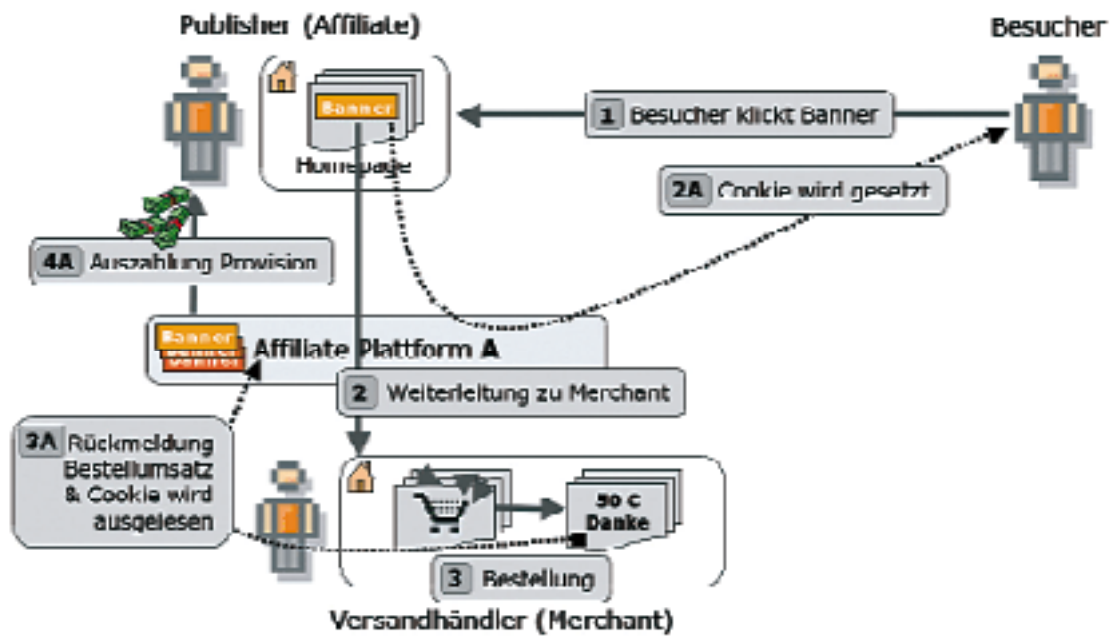 Publisher (Affiliate)
Besucher
Banner
Homepage
1 Besucher klickt Banner
2A Cookie wird gesetzt
4A Auszahlung Provision
Banner
Affiliate Plattform A
2 Weiterleitung zu Merchant
3A Rückmeldung
Bestellumsatz
& Cookie wird
ausgelesen
50 €
Danke
3 Bestellung
Versandhändler (Merchant)